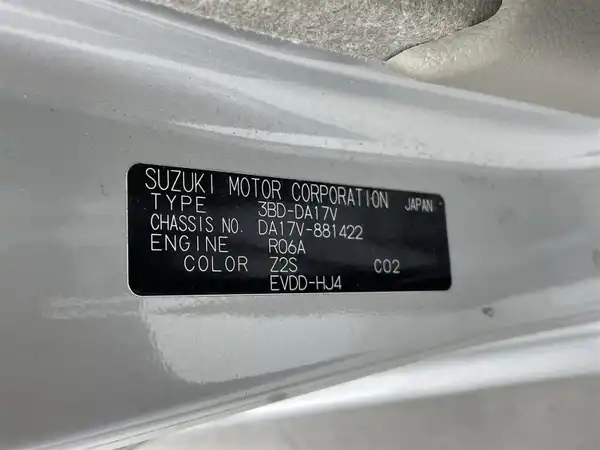 SUZUKI MOTOR CORPORATION JAPAN
TYPE 3BD-DA17V
CHASSIS NO. DA17V-881422
ENGINE R06A
COLOR Z2S C02
EVDD-HJ4